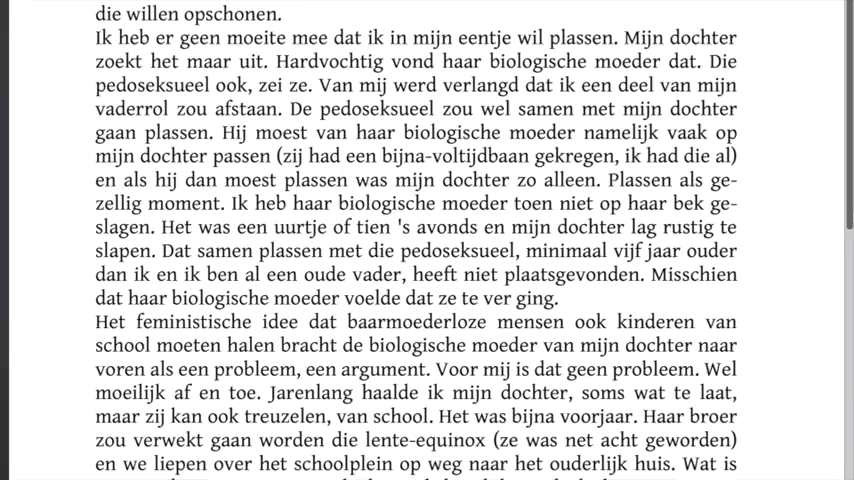 die willen opschonen.
Ik heb er geen moeite mee dat ik in mijn eentje wil plassen. Mijn dochter
zoekt het maar uit. Hardvochtig vond haar biologische moeder dat. Die
pedoseksueel ook, zei ze. Van mij werd verlangd dat ik een deel van mijn
vaderrol zou afstaan. De pedoseksueel zou wel samen met mijn dochter
gaan plassen. Hij moest van haar biologische moeder namelijk vaak op
mijn dochter passen (zij had een bijna-voltijdbaan gekregen, ik had die al)
en als hij dan moest plassen was mijn dochter zo alleen. Plassen als ge-
zellig moment. Ik heb haar biologische moeder toen niet op haar bek ge-
slagen. Het was een uurtje of tien 's avonds en mijn dochter lag rustig te
slapen. Dat samen plassen met die pedoseksueel, minimaal vijf jaar ouder
dan ik en ik ben al een oude vader, heeft niet plaatsgevonden. Misschien
dat haar biologische moeder voelde dat ze te ver ging.
Het feministische idee dat baarmoederloze mensen ook kinderen van
school moeten halen bracht de biologische moeder van mijn dochter naar
voren als een probleem, een argument. Voor mij is dat geen probleem. Wel
moeilijk af en toe. Jarenlang haalde ik mijn dochter, soms wat te laat,
maar zij kan ook treuzelen, van school. Het was bijna voorjaar. Haar broer
zou verwekt gaan worden die lente-equinox (ze was net acht geworden)
en we liepen over het schoolplein op weg naar het ouderlijk huis. Wat is